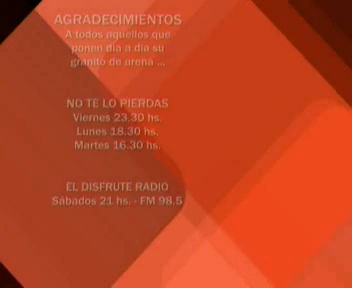 AGRADECIMIENTOS
A todos aquellos que
ponen día a día su
granito de arena ...
NO TE LO PIERDAS
Viernes 23.30 hs.
Lunes 18.30 hs.
Martes 16.30 hs.
EL DISFRUTE RADIO
Sábados 21 hs. - FM 98.5